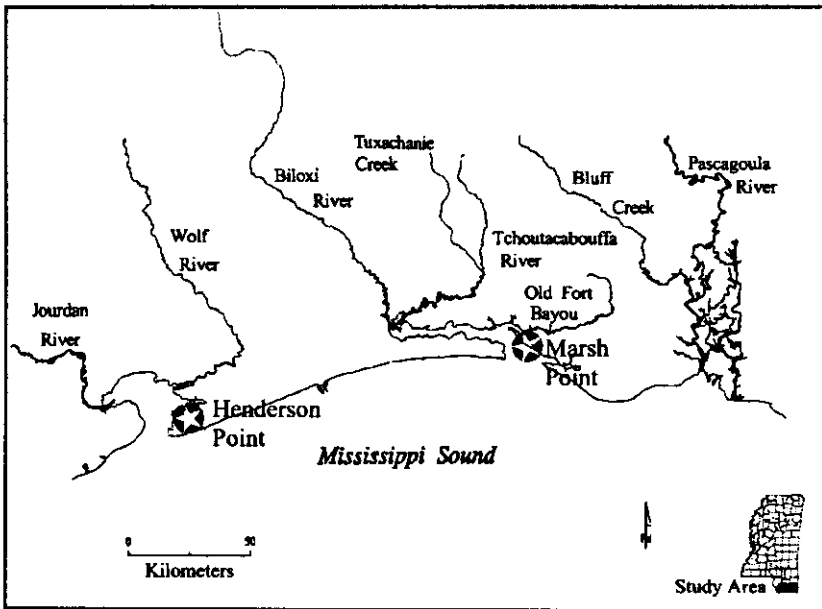 Tuxachanie
Creek
Biloxi
River
Bluff
Creek
Pascagoula
River
Wolf
River
Tchoutacabouffa
River
Jourdan
River
Old Fort
Bayou
Marsh
Point
Henderson
Point
Mississippi Sound
0
Kilometers
Study Area